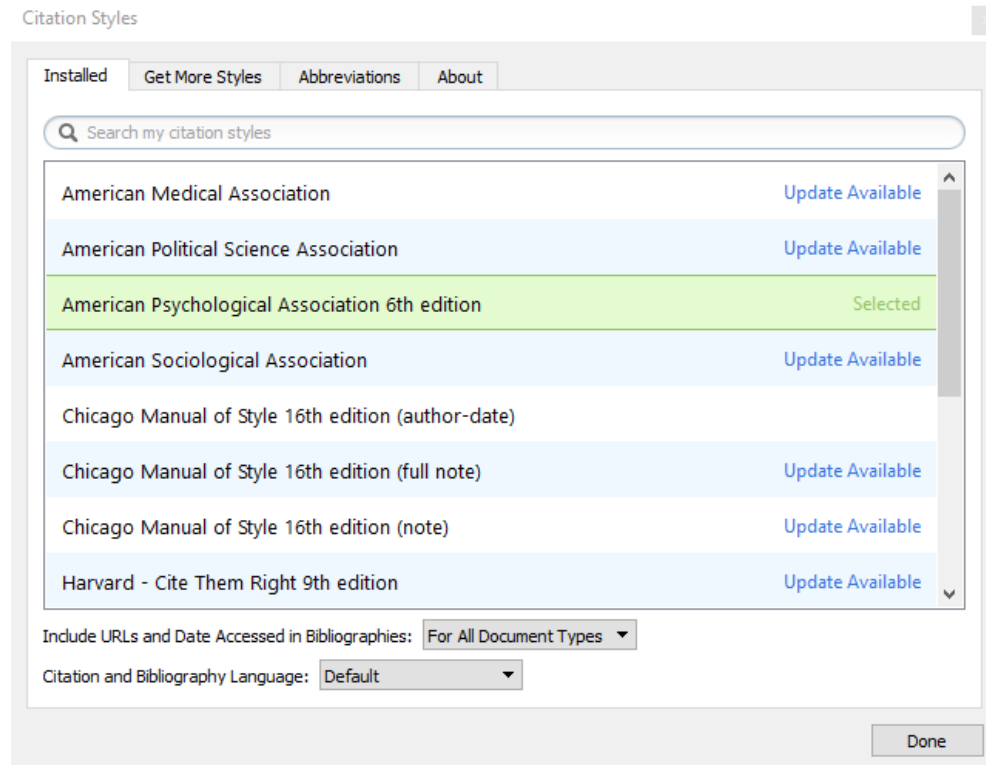 Citation Styles
Installed Get More Styles Abbreviations About
Search my citation styles
American Medical Association Update Available
American Political Science Association Update Available
American Psychological Association 6th edition Selected
American Sociological Association Update Available
Chicago Manual of Style 16th edition (author-date)
Chicago Manual of Style 16th edition (full note) Update Available
Chicago Manual of Style 16th edition (note) Update Available
Harvard - Cite Them Right 9th edition Update Available
Include URLs and Date Accessed in Bibliographies: For All Document Types
Citation and Bibliography Language: Default
Done